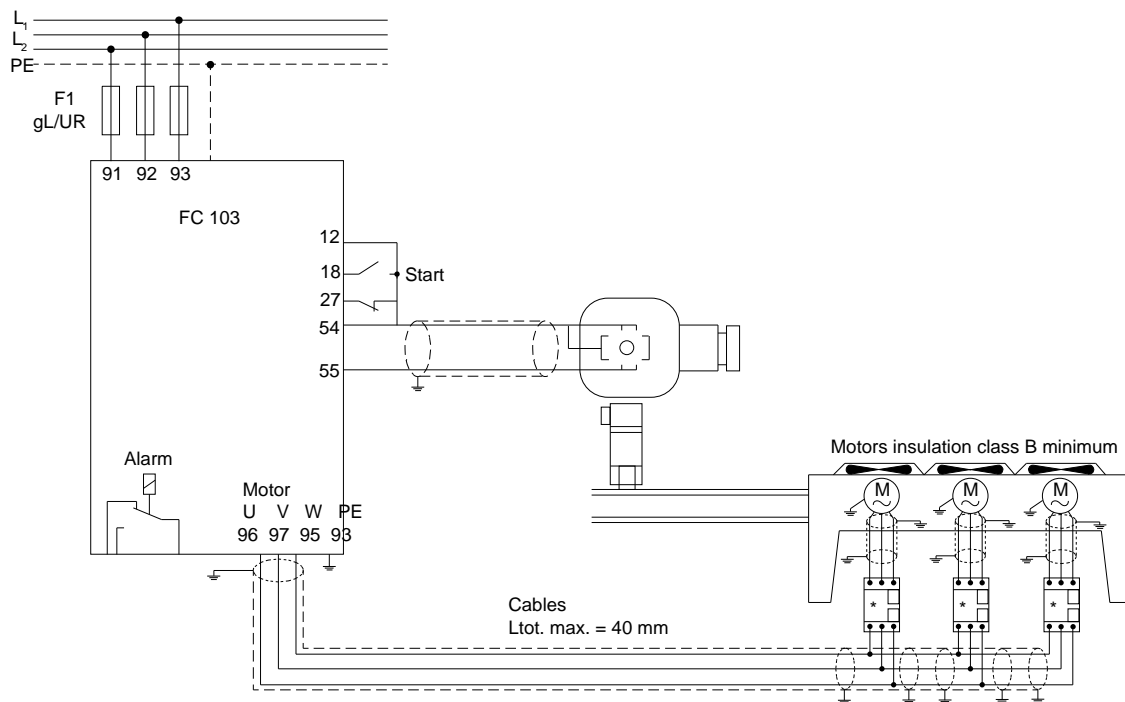 L1
L2
PE
F1
gL/UR
91 92 93
FC 103
12
18 Start
27
54
55
Motors insulation class B minimum
M M M
Alarm
Motor
U V W PE
96 97 95 93
* * *
Cables
Ltot. max. = 40 mm